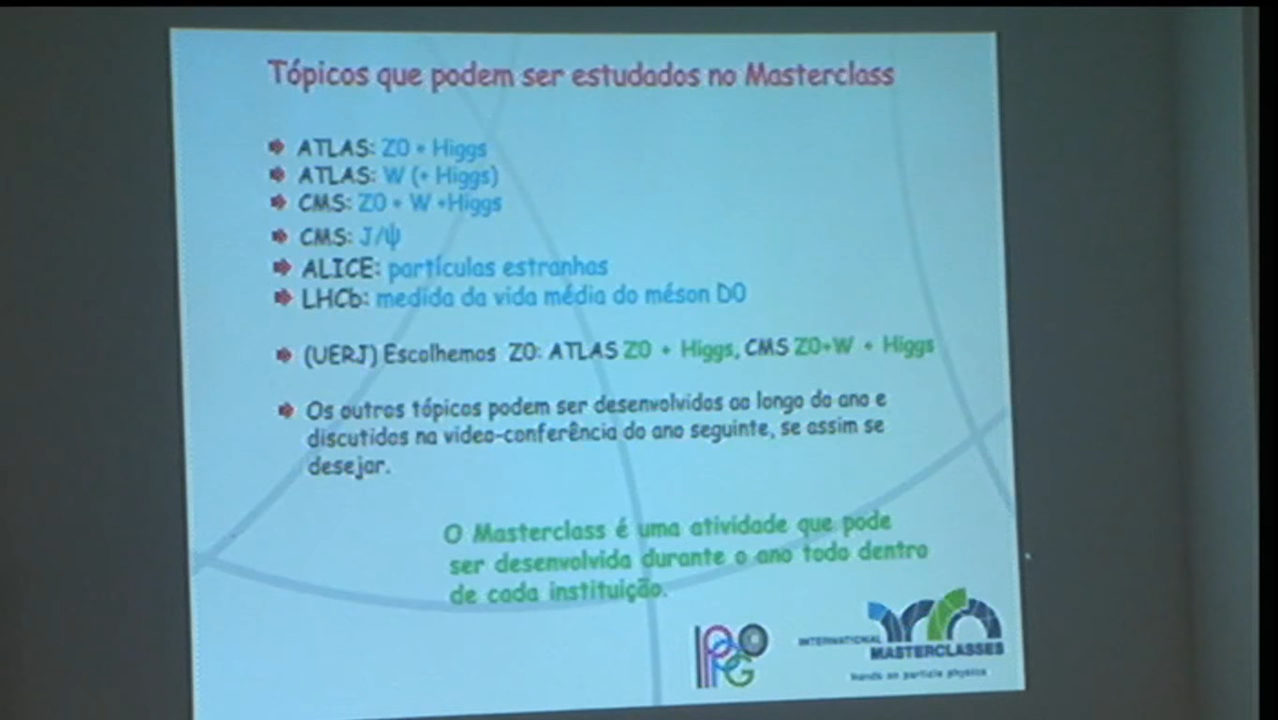 Tópicos que podem ser estudados no Masterclass
ATLAS: Z0 + Higgs
ATLAS: W (+ Higgs)
CMS: Z0 + W +Higgs
CMS: J/ψ
ALICE: partículas estranhas
LHCb: medida da vida média do méson D0
(UERJ) Escolhemos Z0: ATLAS Z0 + Higgs, CMS Z0+W + Higgs
Os outros tópicos podem ser desenvolvidos ao longo do ano e
discutidos na video-conferência do ano seguinte, se assim se
desejar.
O Masterclass é uma atividade que pode
ser desenvolvida durante o ano todo dentro
de cada instituição.
IPPOG
INTERNATIONAL
MASTERCLASSES
hands on particle physics